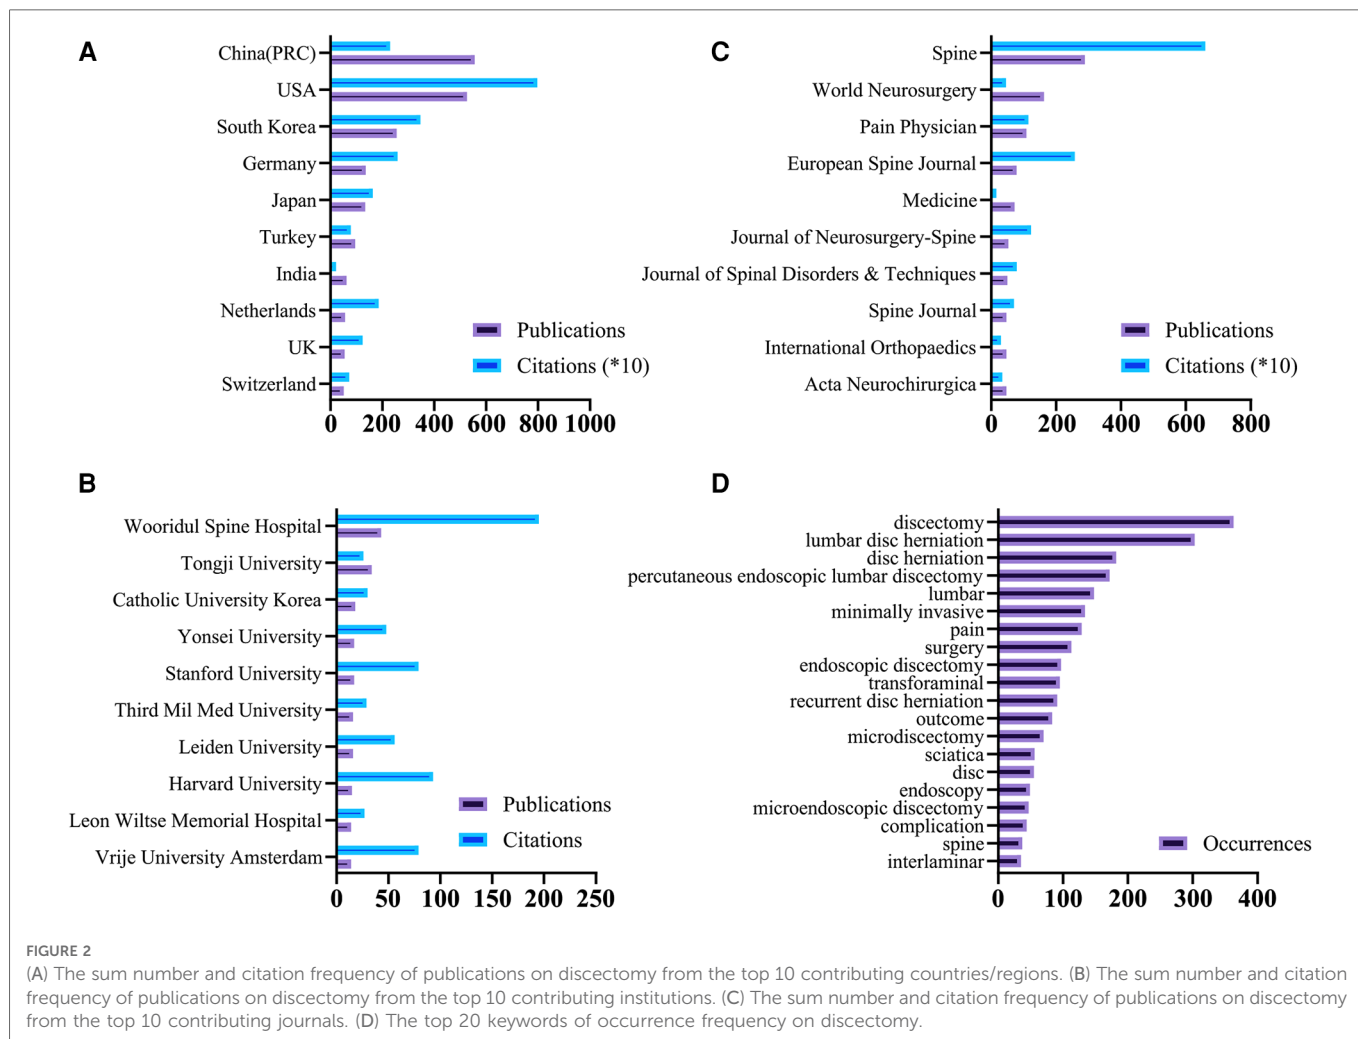 A
China(PRC)
USA
South Korea
Germany
Japan
Turkey
India
Netherlands
UK
Switzerland
Publications
Citations (*10)
0 200 400 600 800 1000
C
Spine
World Neurosurgery
Pain Physician
European Spine Journal
Medicine
Journal of Neurosurgery-Spine
Journal of Spinal Disorders & Techniques
Spine Journal
International Orthopaedics
Acta Neurochirurgica
Publications
Citations (*10)
0 200 400 600 800
B
Wooridul Spine Hospital
Tongji University
Catholic University Korea
Yonsei University
Stanford University
Third Mil Med University
Leiden University
Harvard University
Leon Wiltse Memorial Hospital
Vrije University Amsterdam
Publications
Citations
0 50 100 150 200 250
D
discectomy
lumbar disc herniation
disc herniation
percutaneous endoscopic lumbar discectomy
lumbar
minimally invasive
pain
surgery
endoscopic discectomy
transforaminal
recurrent disc herniation
outcome
microdiscectomy
sciatica
disc
endoscopy
microendoscopic discectomy
complication
spine
interlaminar
Occurrences
0 100 200 300 400
FIGURE 2
(A) The sum number and citation frequency of publications on discectomy from the top 10 contributing countries/regions. (B) The sum number and citation
frequency of publications on discectomy from the top 10 contributing institutions. (C) The sum number and citation frequency of publications on discectomy
from the top 10 contributing journals. (D) The top 20 keywords of occurrence frequency on discectomy.